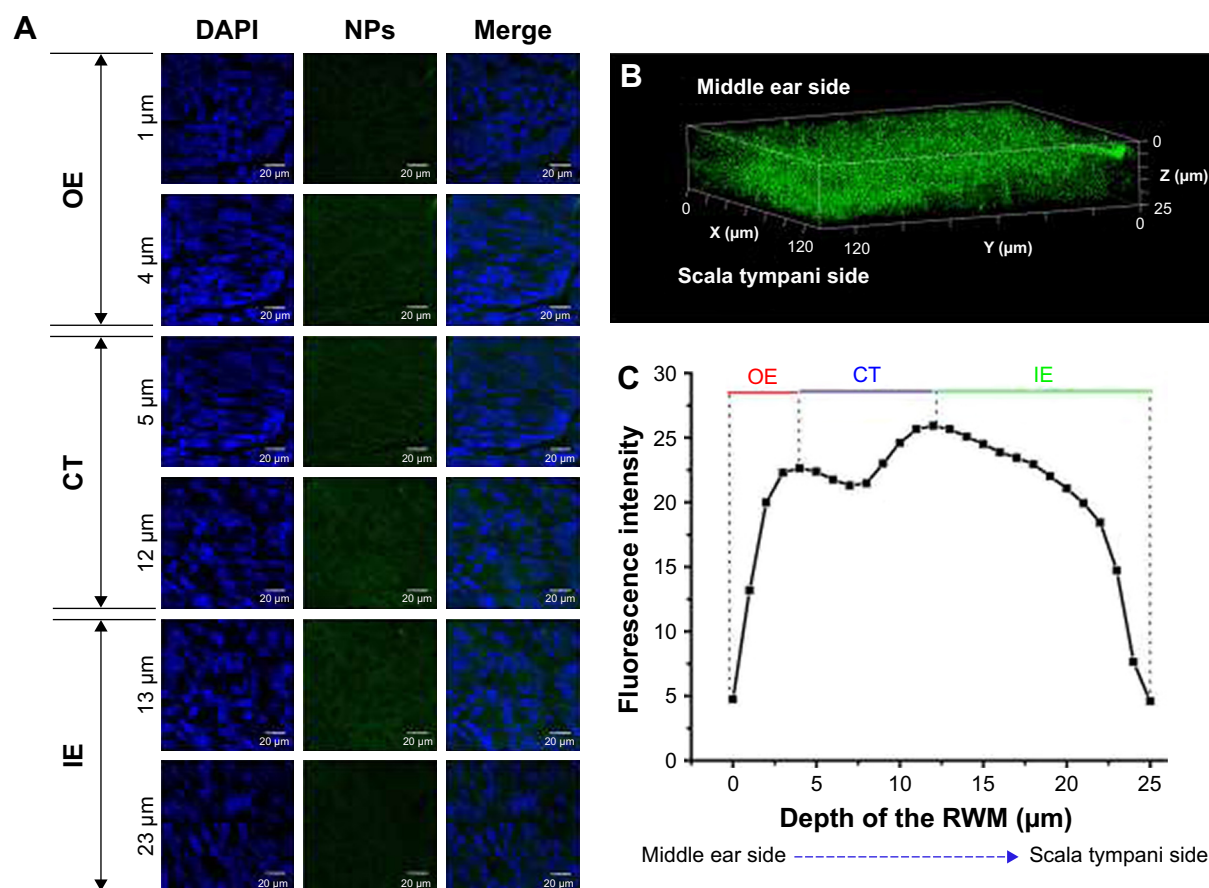 A
DAPI NPs Merge
OE
1 µm
20 µm 20 µm 20 µm
4 µm
20 µm 20 µm 20 µm
CT
5 µm
20 µm 20 µm 20 µm
12 µm
20 µm 20 µm 20 µm
IE
13 µm
20 µm 20 µm 20 µm
23 µm
20 µm 20 µm 20 µm
B
Middle ear side
0
Z (µm)
25
0
0
X (µm)
120
120
Y (µm)
Scala tympani side
C
OE CT IE
Fluorescence intensity
30
25
20
15
10
5
0
0 5 10 15 20 25
Depth of the RWM (µm)
Middle ear side Scala tympani side